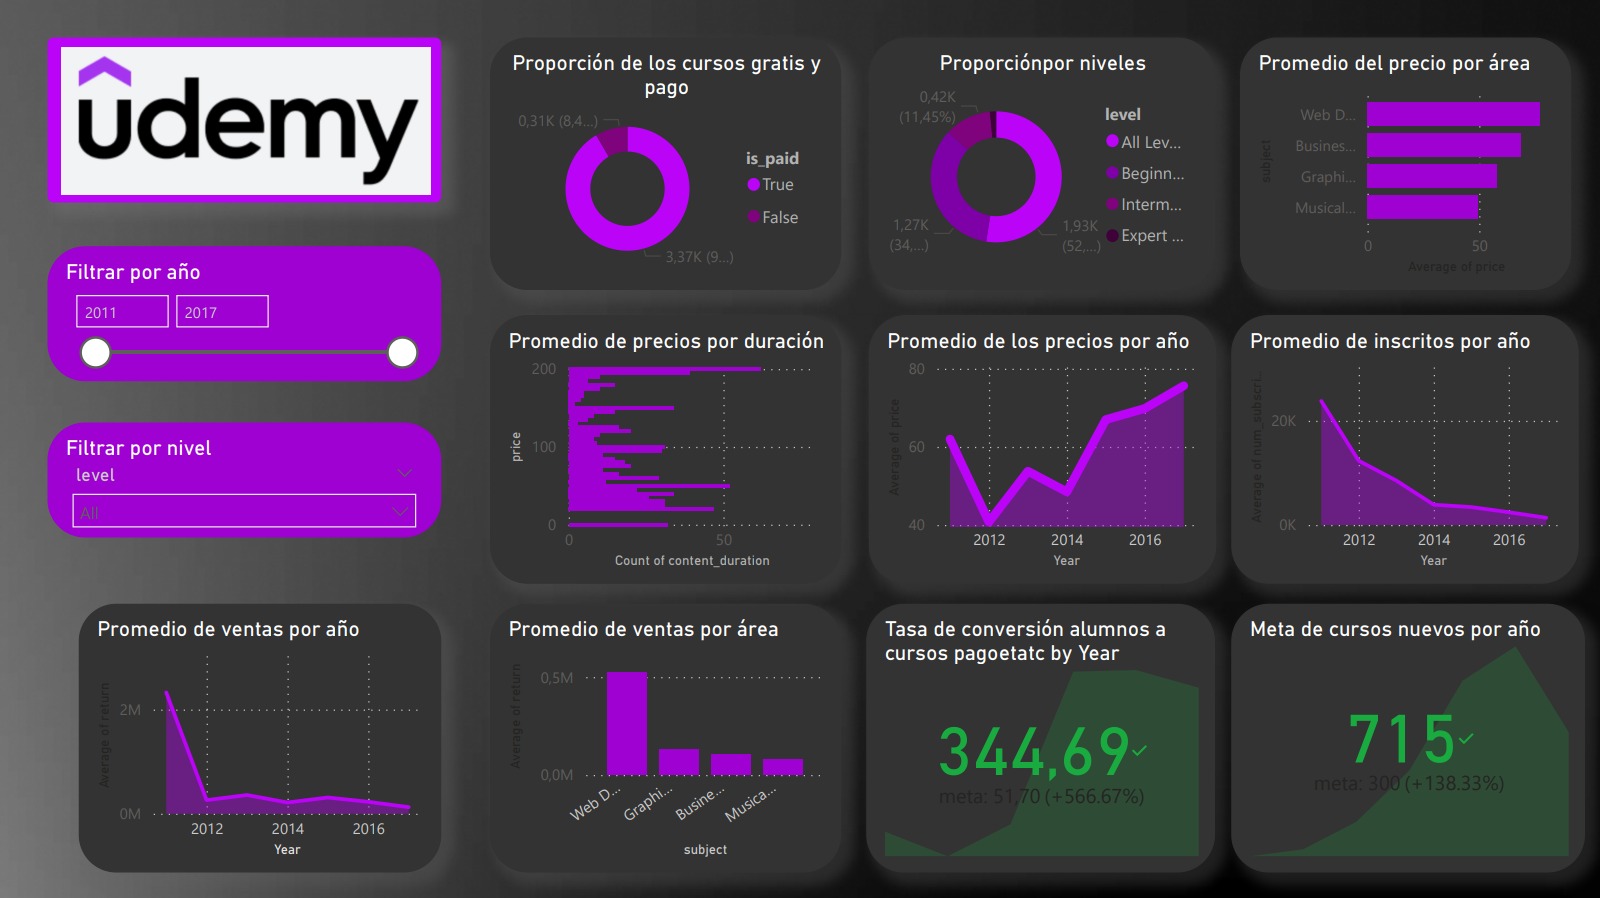 udemy
Filtrar por año
2011
2017
Filtrar por nivel
level
All
Proporción de los cursos gratis y
pago
0,31K (8,4...)
3,37K (9...)
is_paid
True
False
Proporciónpor niveles
0,42K
(11,45%)
1,27K
(34,...)
1,93K
(52,...)
level
All Lev...
Beginn...
Interm...
Expert ...
Promedio del precio por área
subject
Web D...
Busines...
Graphi...
Musical...
0
50
Average of price
Promedio de precios por duración
price
200
100
0
0
50
Count of content_duration
Promedio de los precios por año
Average of price
80
60
40
2012
2014
2016
Year
Promedio de inscritos por año
Average of num_subscri...
20K
0K
2012
2014
2016
Year
Promedio de ventas por año
Average of return
2M
0M
2012
2014
2016
Year
Promedio de ventas por área
Average of return
0,5M
0,0M
Web D...
Graphi...
Busine...
Musica...
subject
Tasa de conversión alumnos a
cursos pagoetatc by Year
344,69
meta: 51,70 (+566.67%)
Meta de cursos nuevos por año
715
meta: 300 (+138.33%)